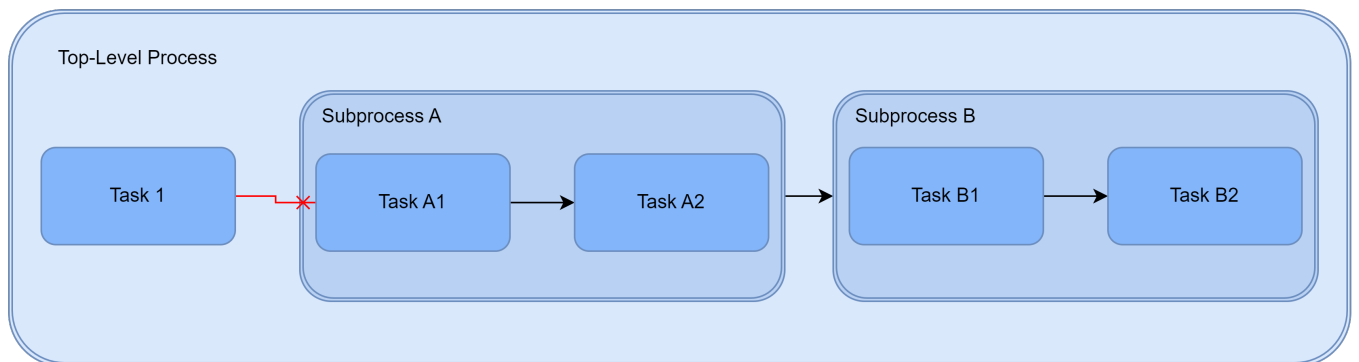 Top-Level Process
Subprocess A
Subprocess B
Task 1
Task A1
Task A2
Task B1
Task B2